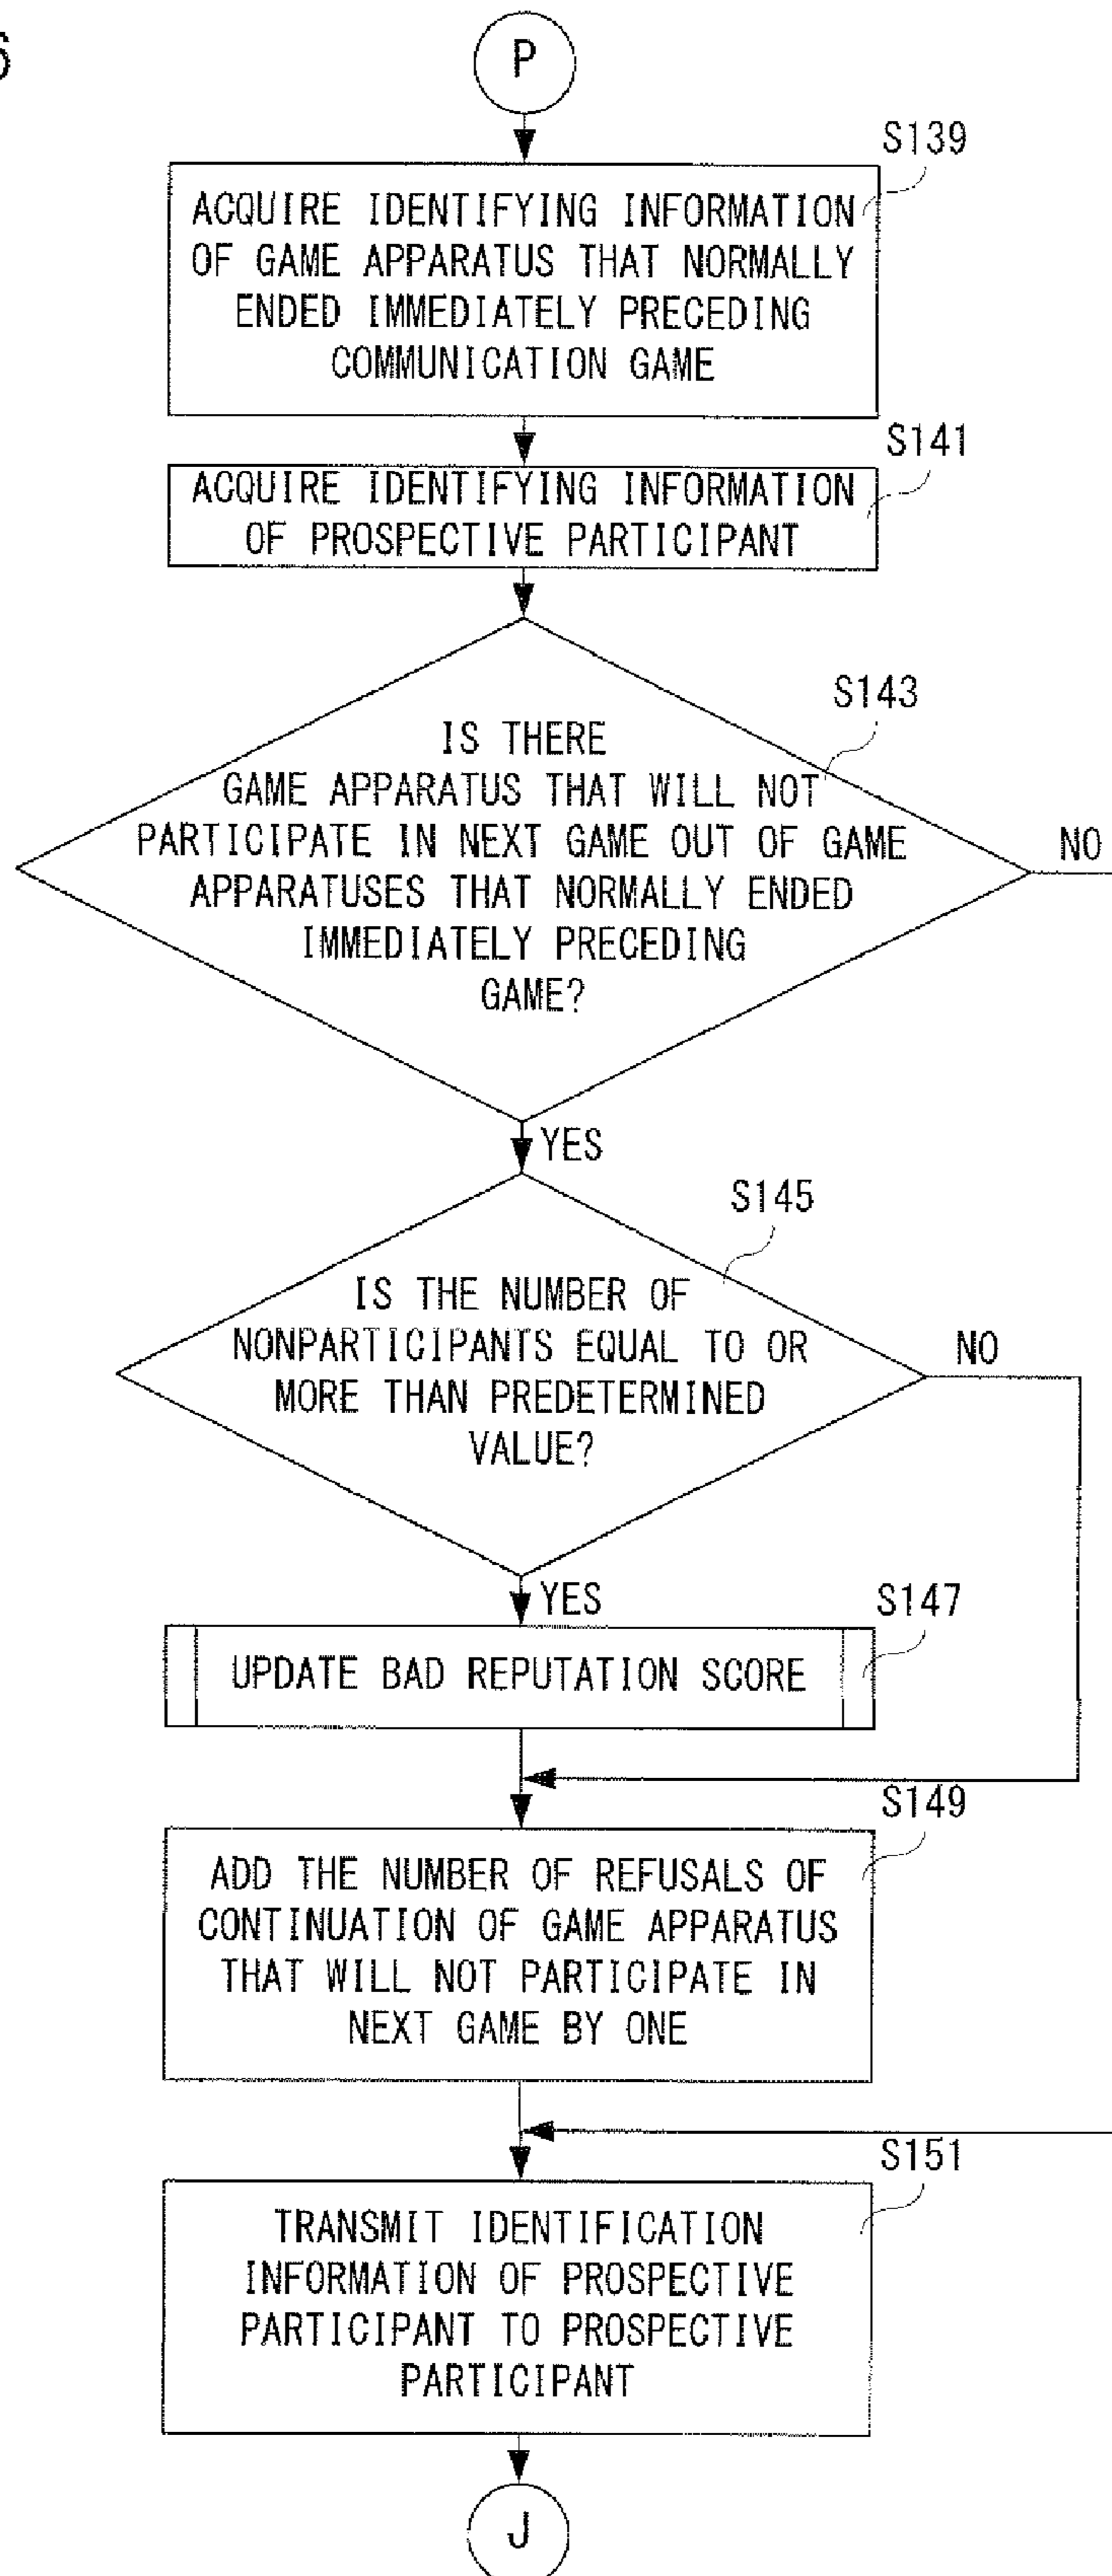 6
P
S139
ACQUIRE IDENTIFYING INFORMATION
OF GAME APPARATUS THAT NORMALLY
ENDED IMMEDIATELY PRECEDING
COMMUNICATION GAME
S141
ACQUIRE IDENTIFYING INFORMATION
OF PROSPECTIVE PARTICIPANT
S143
IS THERE
GAME APPARATUS THAT WILL NOT
PARTICIPATE IN NEXT GAME OUT OF GAME
APPARATUSES THAT NORMALLY ENDED
IMMEDIATELY PRECEDING
GAME?
NO
YES
S145
IS THE NUMBER OF
NONPARTICIPANTS EQUAL TO OR
MORE THAN PREDETERMINED
VALUE?
NO
YES
S147
UPDATE BAD REPUTATION SCORE
S149
ADD THE NUMBER OF REFUSALS OF
CONTINUATION OF GAME APPARATUS
THAT WILL NOT PARTICIPATE IN
NEXT GAME BY ONE
S151
TRANSMIT IDENTIFICATION
INFORMATION OF PROSPECTIVE
PARTICIPANT TO PROSPECTIVE
PARTICIPANT
J